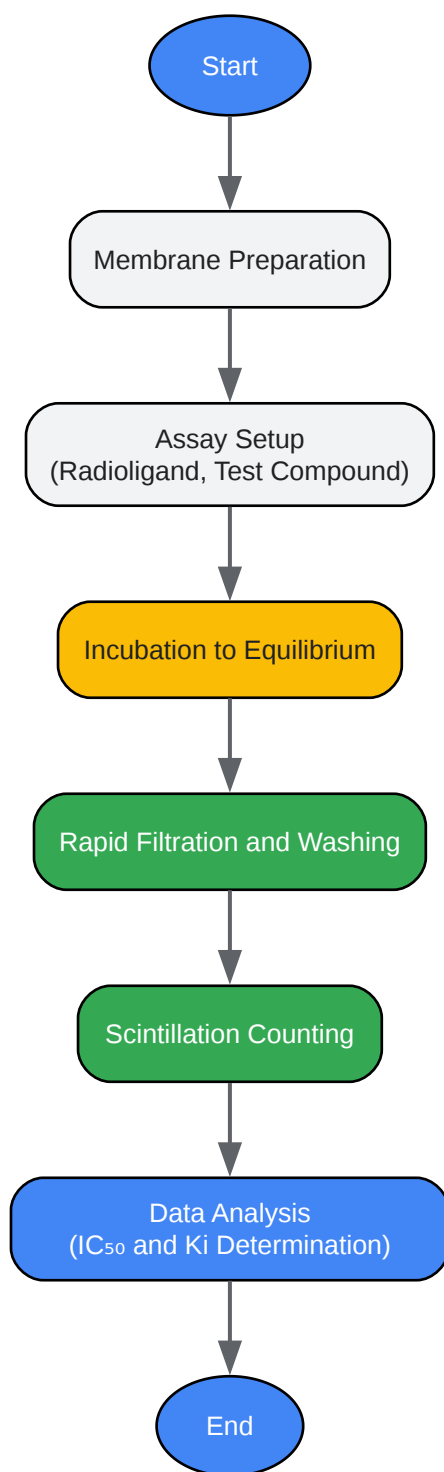 Start
Membrane Preparation
Assay Setup
(Radioligand, Test Compound)
Incubation to Equilibrium
Rapid Filtration and Washing
Scintillation Counting
Data Analysis
(IC₅₀ and Ki Determination)
End